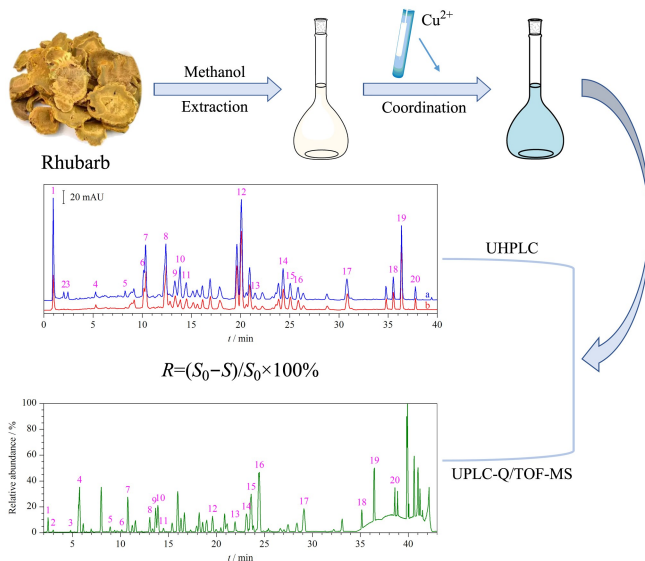 Methanol
Extraction
Cu²⁺
Coordination
Rhubarb
1
20 mAU
2 3
4
5
6
7
8
9
10
11
12
13
14
15
16
17
18
19
20
a
b
0 5 10 15 20 25 30 35 40
t / min
UHPLC
R=(S₀−S)/S₀×100%
UPLC-Q/TOF-MS
Relative abundance / %
100
80
60
40
20
0
1
2
3
4
5
6
7
8
9
10
11
12
13
14
15
16
17
18
19
20
10 15 20 25 30 35 40
t / min